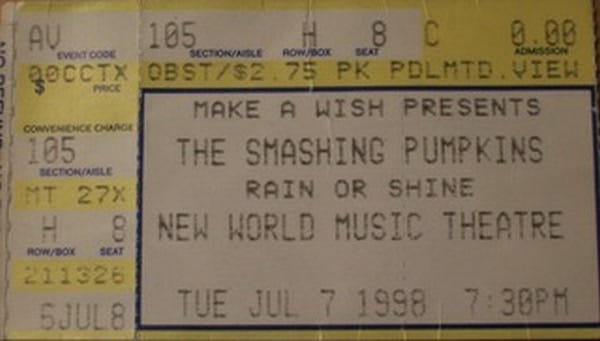 AV 105 H 8 C 0.00
EVENT CODE SECTION/AISLE ROW/BOX SEAT ADMISSION
00CCTX OBST/$2.75 PK PDLMTD.VIEW
$ PRICE
MAKE A WISH PRESENTS
CONVENIENCE CHARGE
105 THE SMASHING PUMPKINS
SECTION/AISLE
MT 27X RAIN OR SHINE
H 8 NEW WORLD MUSIC THEATRE
ROW/BOX SEAT
211326
6JUL8 TUE JUL 7 1998 7:30PM